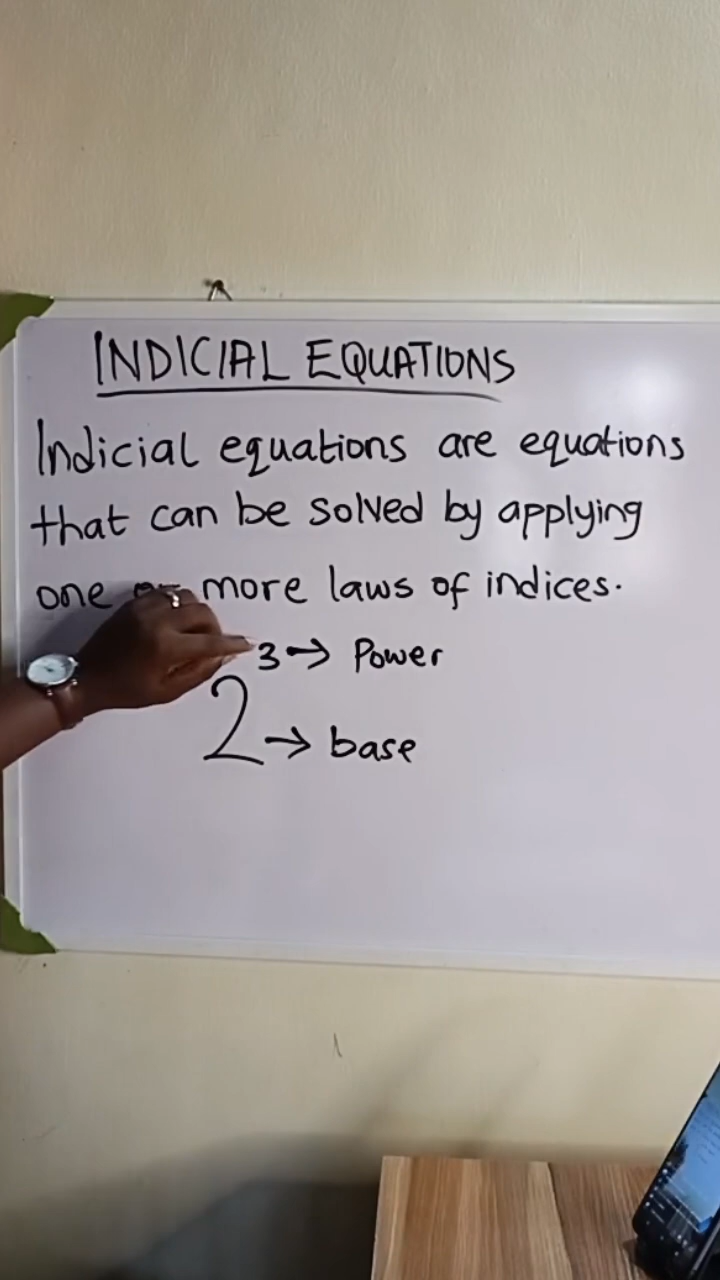 INDICIAL EQUATIONS
Indicial equations are equations
that can be solved by applying
one or more laws of indices.
3 → Power
2 → base